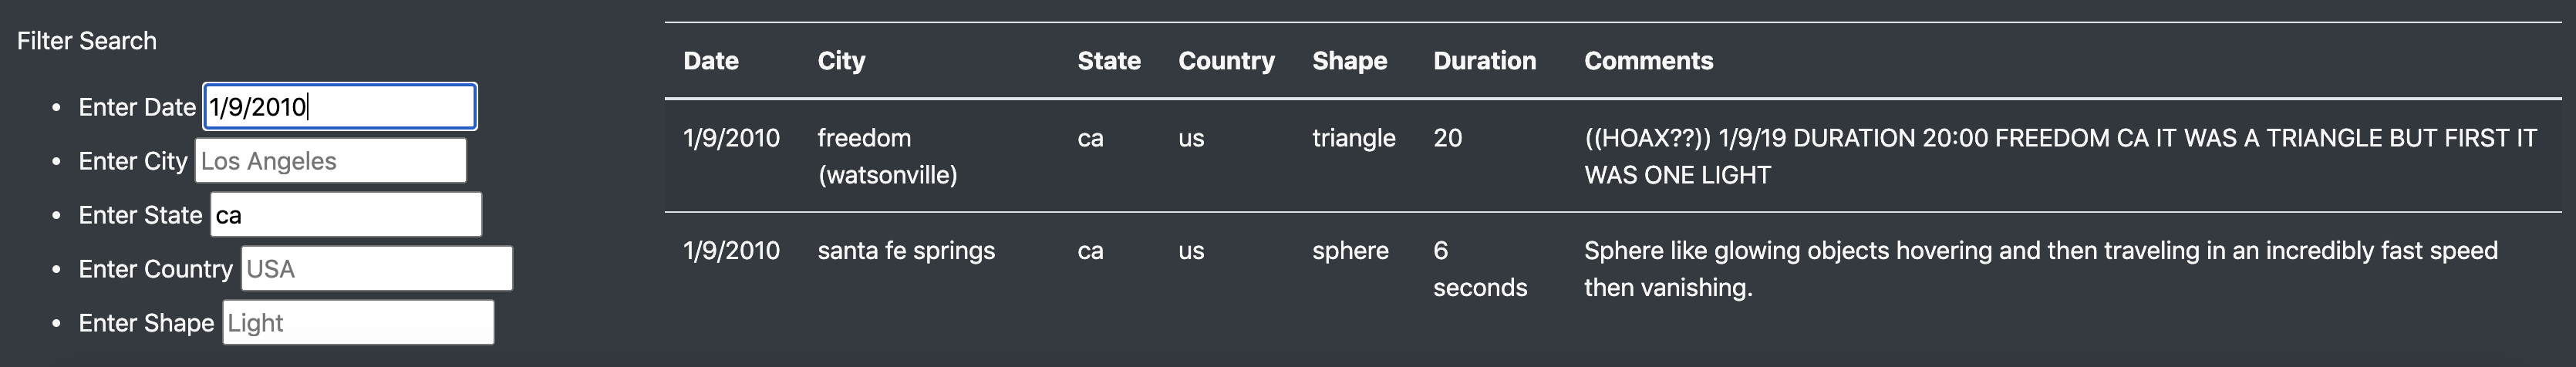 Filter Search
Enter Date 1/9/2010
Enter City Los Angeles
Enter State ca
Enter Country USA
Enter Shape Light
Date City State Country Shape Duration Comments
1/9/2010 freedom ca us triangle 20 ((HOAX??)) 1/9/19 DURATION 20:00 FREEDOM CA IT WAS A TRIANGLE BUT FIRST IT
(watsonville) WAS ONE LIGHT
1/9/2010 santa fe springs ca us sphere 6 Sphere like glowing objects hovering and then traveling in an incredibly fast speed
seconds then vanishing.